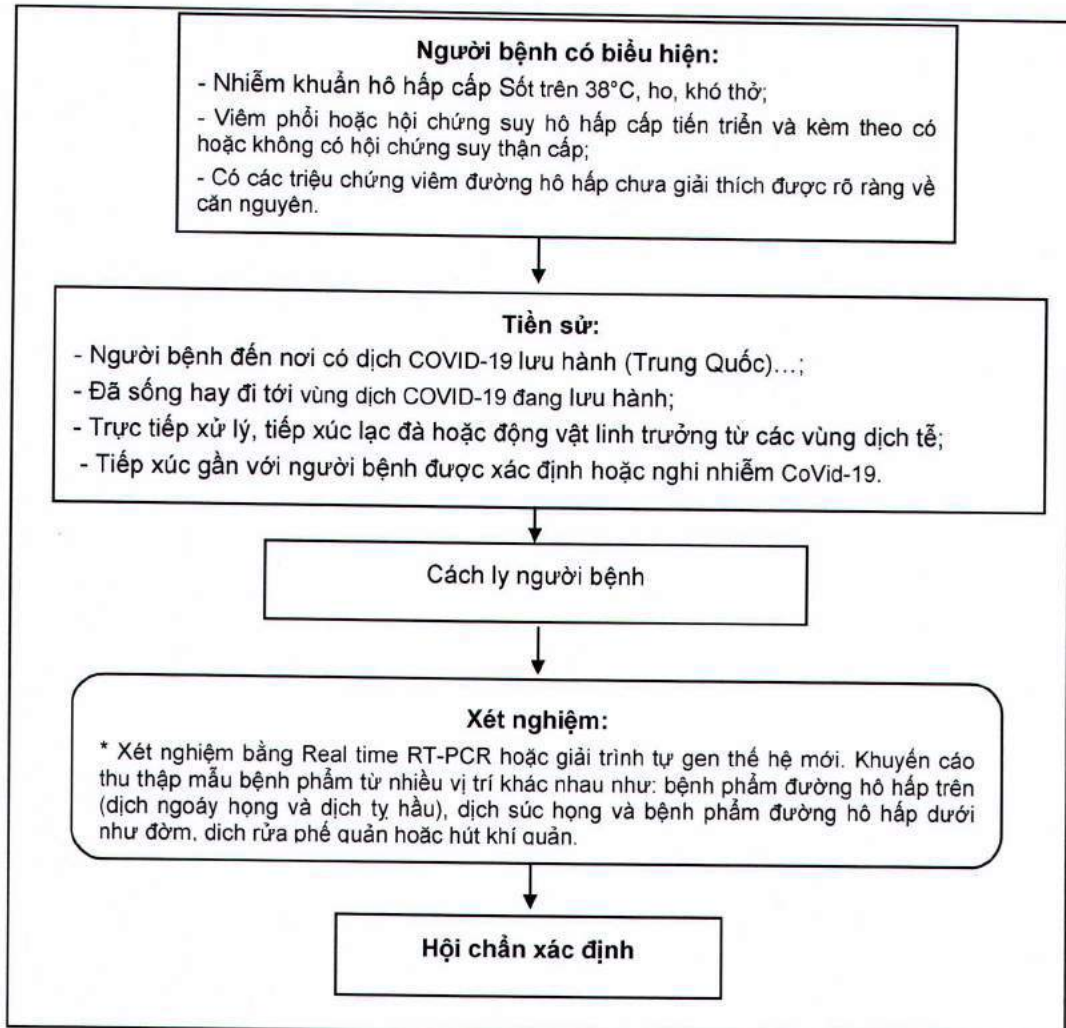 Người bệnh có biểu hiện:
- Nhiễm khuẩn hô hấp cấp Sốt trên 38°C, ho, khó thở;
- Viêm phổi hoặc hội chứng suy hô hấp cấp tiến triển và kèm theo có
hoặc không có hội chứng suy thận cấp;
- Có các triệu chứng viêm đường hô hấp chưa giải thích được rõ ràng về
căn nguyên.
Tiền sử:
- Người bệnh đến nơi có dịch COVID-19 lưu hành (Trung Quốc)...;
- Đã sống hay đi tới vùng dịch COVID-19 đang lưu hành;
- Trực tiếp xử lý, tiếp xúc lạc đà hoặc động vật linh trưởng từ các vùng dịch tễ;
- Tiếp xúc gần với người bệnh được xác định hoặc nghi nhiễm CoVid-19.
Cách ly người bệnh
Xét nghiệm:
* Xét nghiệm bằng Real time RT-PCR hoặc giải trình tự gen thế hệ mới. Khuyến cáo
thu thập mẫu bệnh phẩm từ nhiều vị trí khác nhau như: bệnh phẩm đường hô hấp trên
(dịch ngoáy họng và dịch tỵ hầu), dịch súc họng và bệnh phẩm đường hô hấp dưới
như đờm, dịch rửa phế quản hoặc hút khí quản.
Hội chẩn xác định